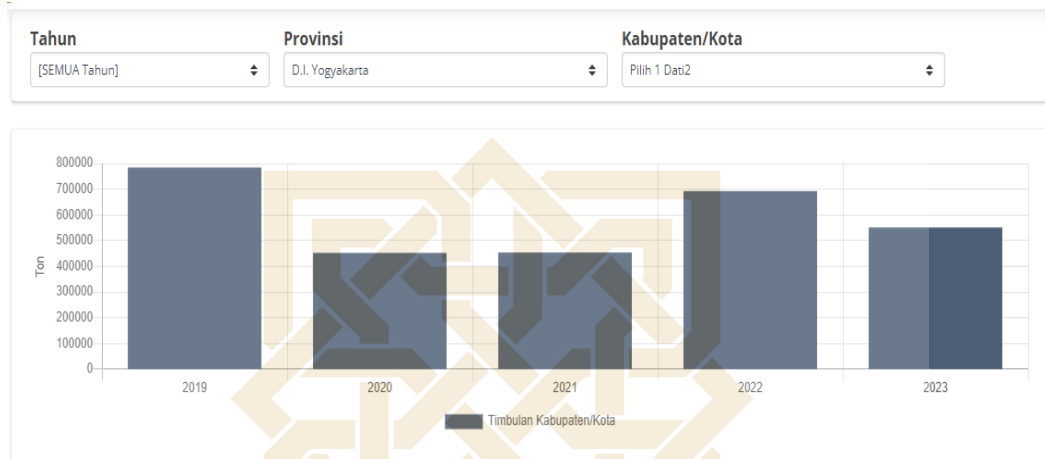 Tahun Provinsi Kabupaten/Kota
[SEMUA Tahun] D.I. Yogyakarta Pilih 1 Dati2
800000
700000
600000
500000
400000
300000
200000
100000
0
Ton
2019 2020 2021 2022 2023
Timbulan Kabupaten/Kota